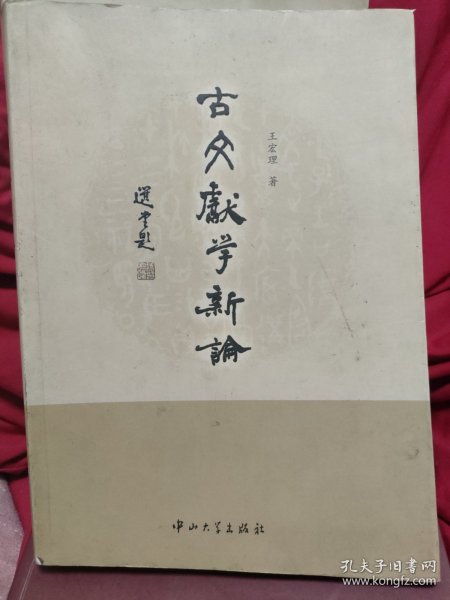 古文獻学新論
王宏理 著
選堂题
中山大学出版社
孔夫子旧书网
www.kongfz.com